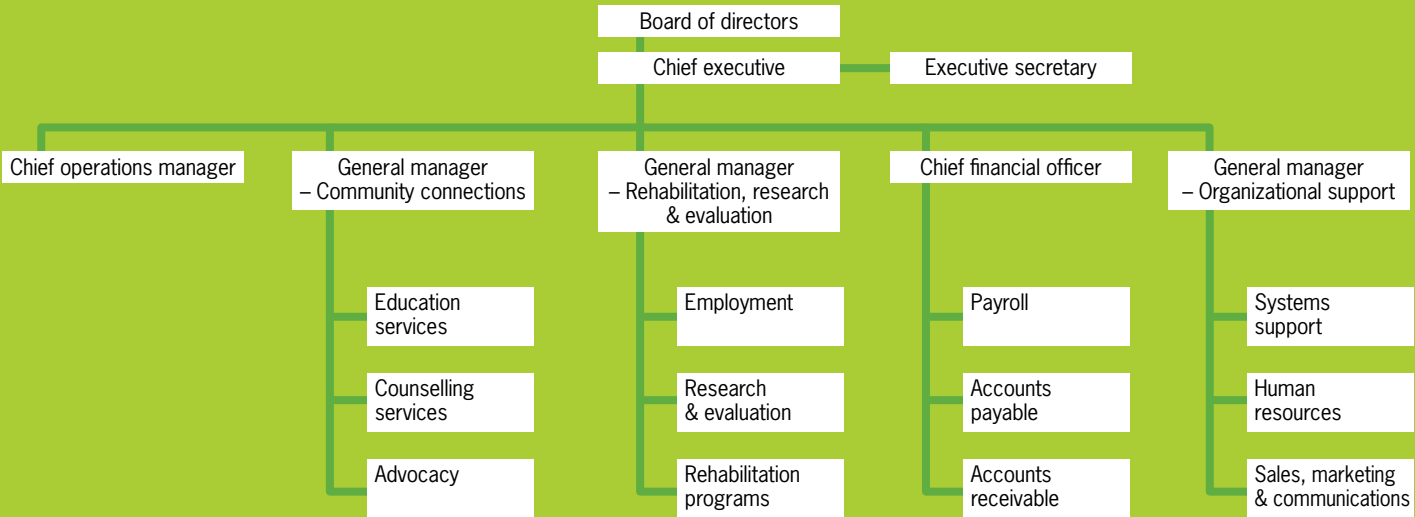 Board of directors
Chief executive
Executive secretary
Chief operations manager
General manager
– Community connections
General manager
– Rehabilitation, research
& evaluation
Chief financial officer
General manager
– Organizational support
Education
services
Counselling
services
Advocacy
Employment
Research
& evaluation
Rehabilitation
programs
Payroll
Accounts
payable
Accounts
receivable
Systems
support
Human
resources
Sales, marketing
& communications